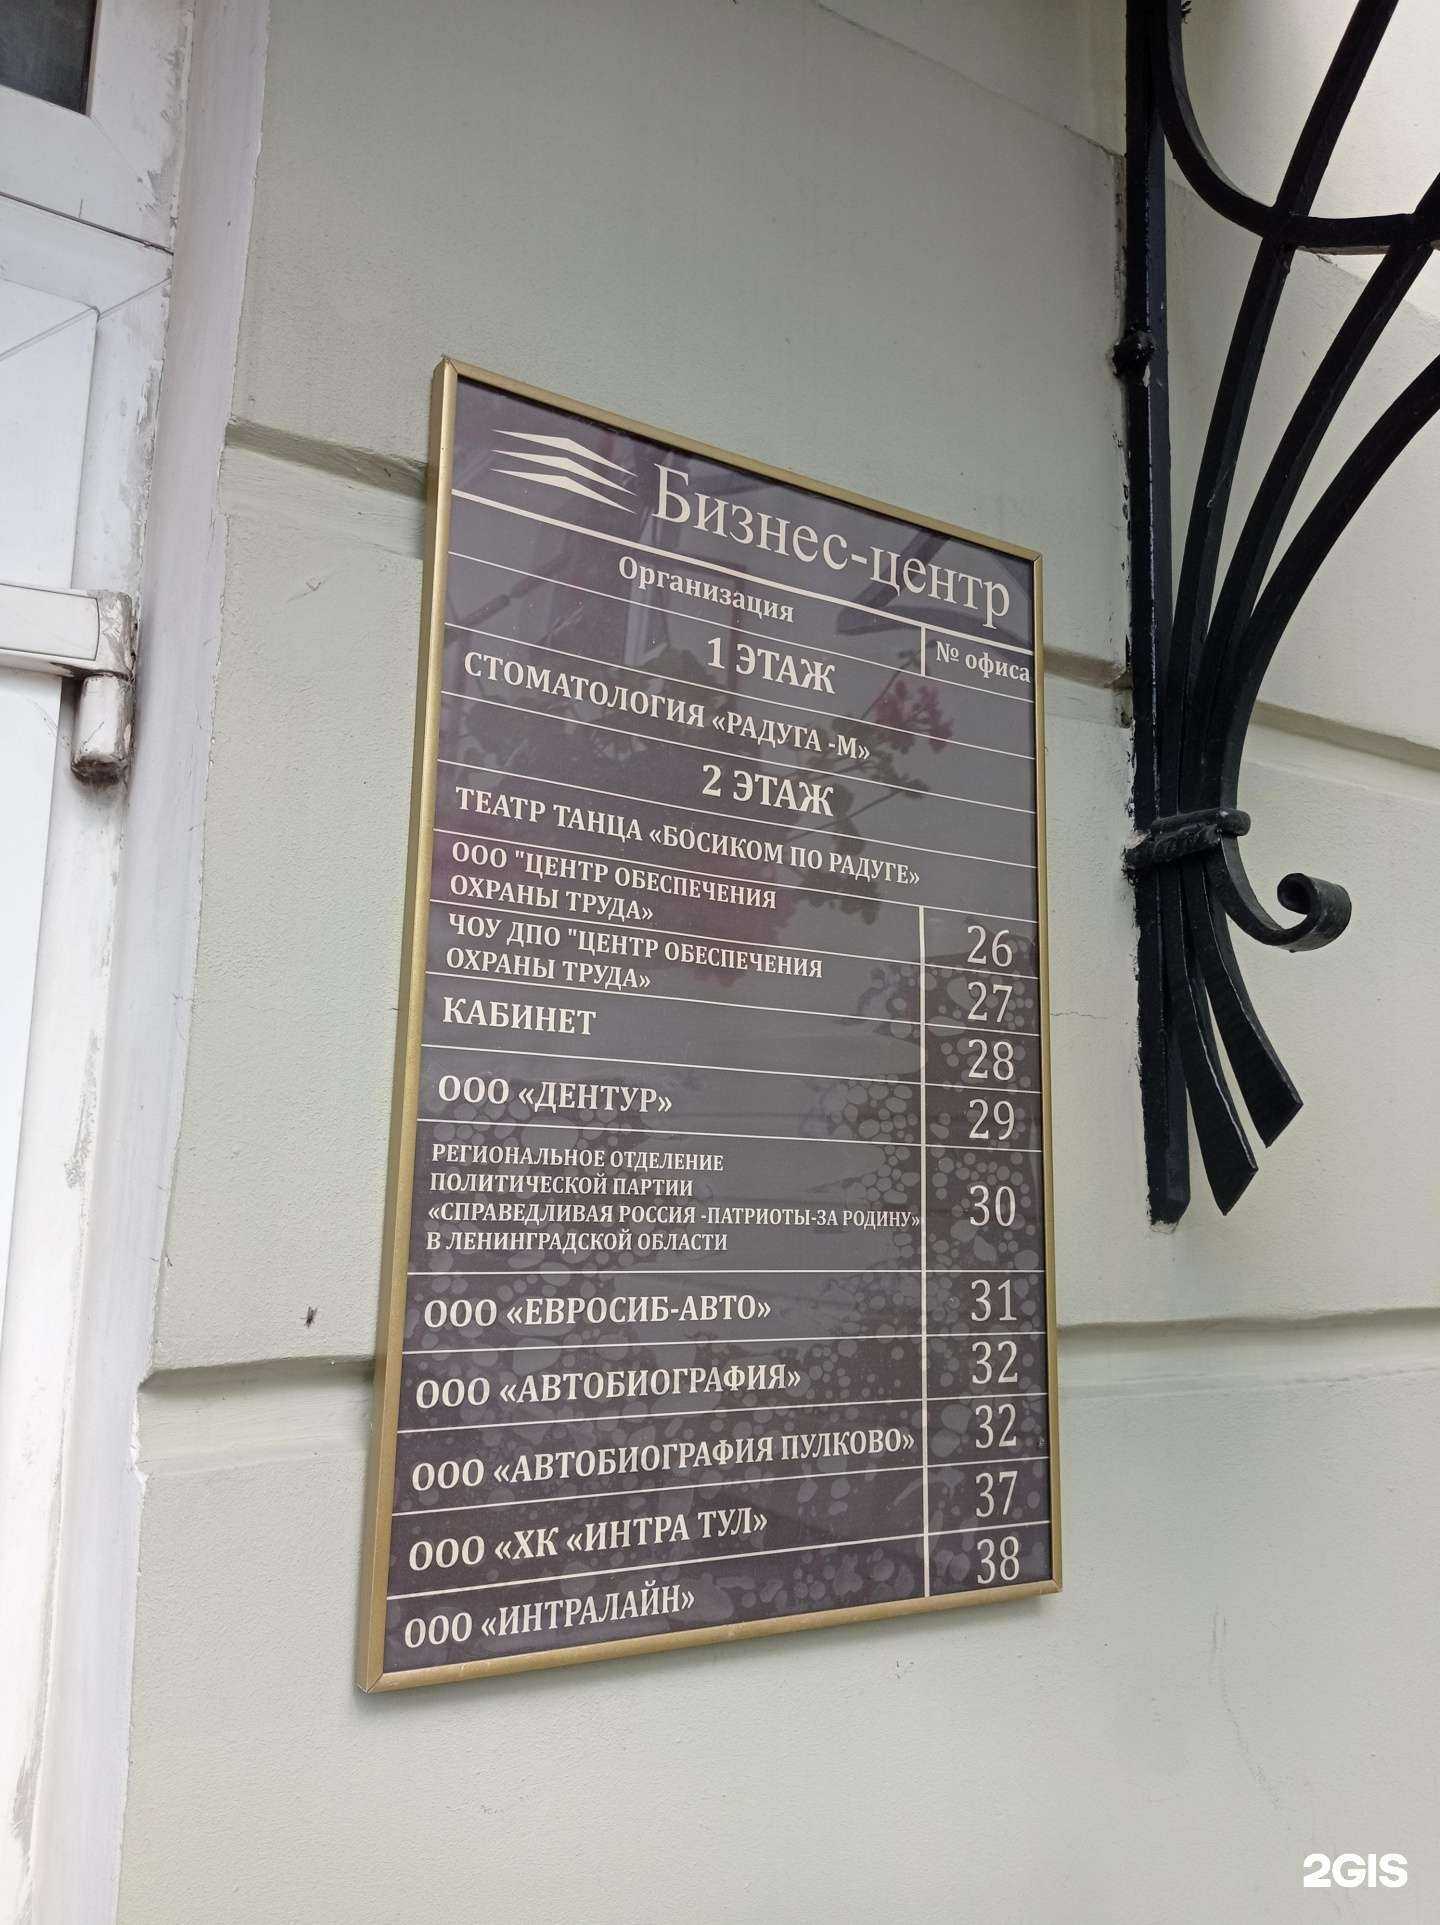 Бизнес-центр
Организация № офиса
1 ЭТАЖ
СТОМАТОЛОГИЯ «РАДУГА -М»
2 ЭТАЖ
ТЕАТР ТАНЦА «БОСИКОМ ПО РАДУГЕ»
ООО "ЦЕНТР ОБЕСПЕЧЕНИЯ
ОХРАНЫ ТРУДА» 26
ЧОУ ДПО "ЦЕНТР ОБЕСПЕЧЕНИЯ
ОХРАНЫ ТРУДА» 27
КАБИНЕТ 28
ООО «ДЕНТУР» 29
РЕГИОНАЛЬНОЕ ОТДЕЛЕНИЕ
ПОЛИТИЧЕСКОЙ ПАРТИИ
«СПРАВЕДЛИВАЯ РОССИЯ -ПАТРИОТЫ-ЗА РОДИНУ» 30
В ЛЕНИНГРАДСКОЙ ОБЛАСТИ
ООО «ЕВРОСИБ-АВТО» 31
ООО «АВТОБИОГРАФИЯ» 32
ООО «АВТОБИОГРАФИЯ ПУЛКОВО» 32
ООО «ХК «ИНТРА ТУЛ» 37
ООО «ИНТРАЛАЙН» 38
2GIS